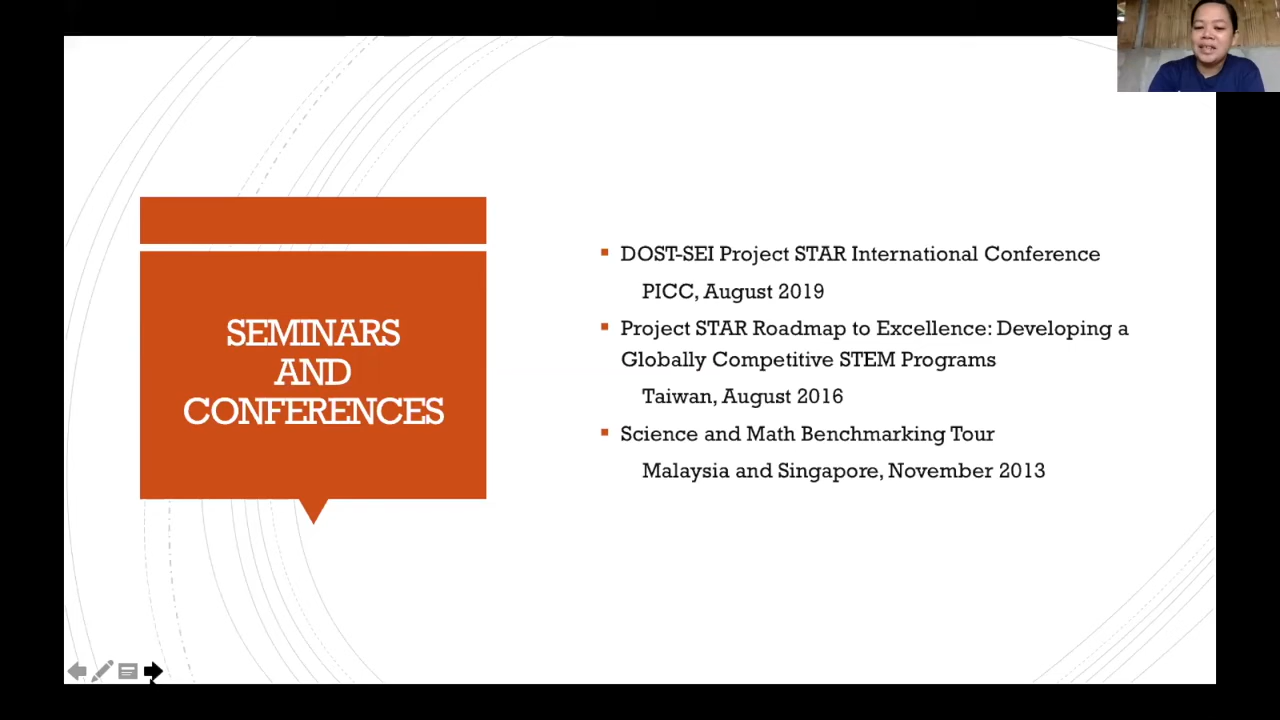 SEMINARS
AND
CONFERENCES
DOST-SEI Project STAR International Conference
PICC, August 2019
Project STAR Roadmap to Excellence: Developing a
Globally Competitive STEM Programs
Taiwan, August 2016
Science and Math Benchmarking Tour
Malaysia and Singapore, November 2013